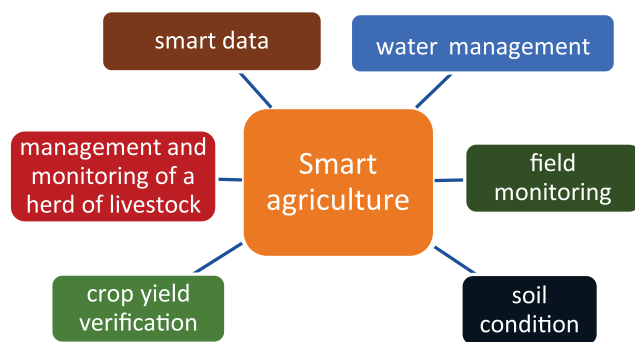 smart data
water management
management and
monitoring of a
herd of livestock
Smart
agriculture
field
monitoring
crop yield
verification
soil
condition